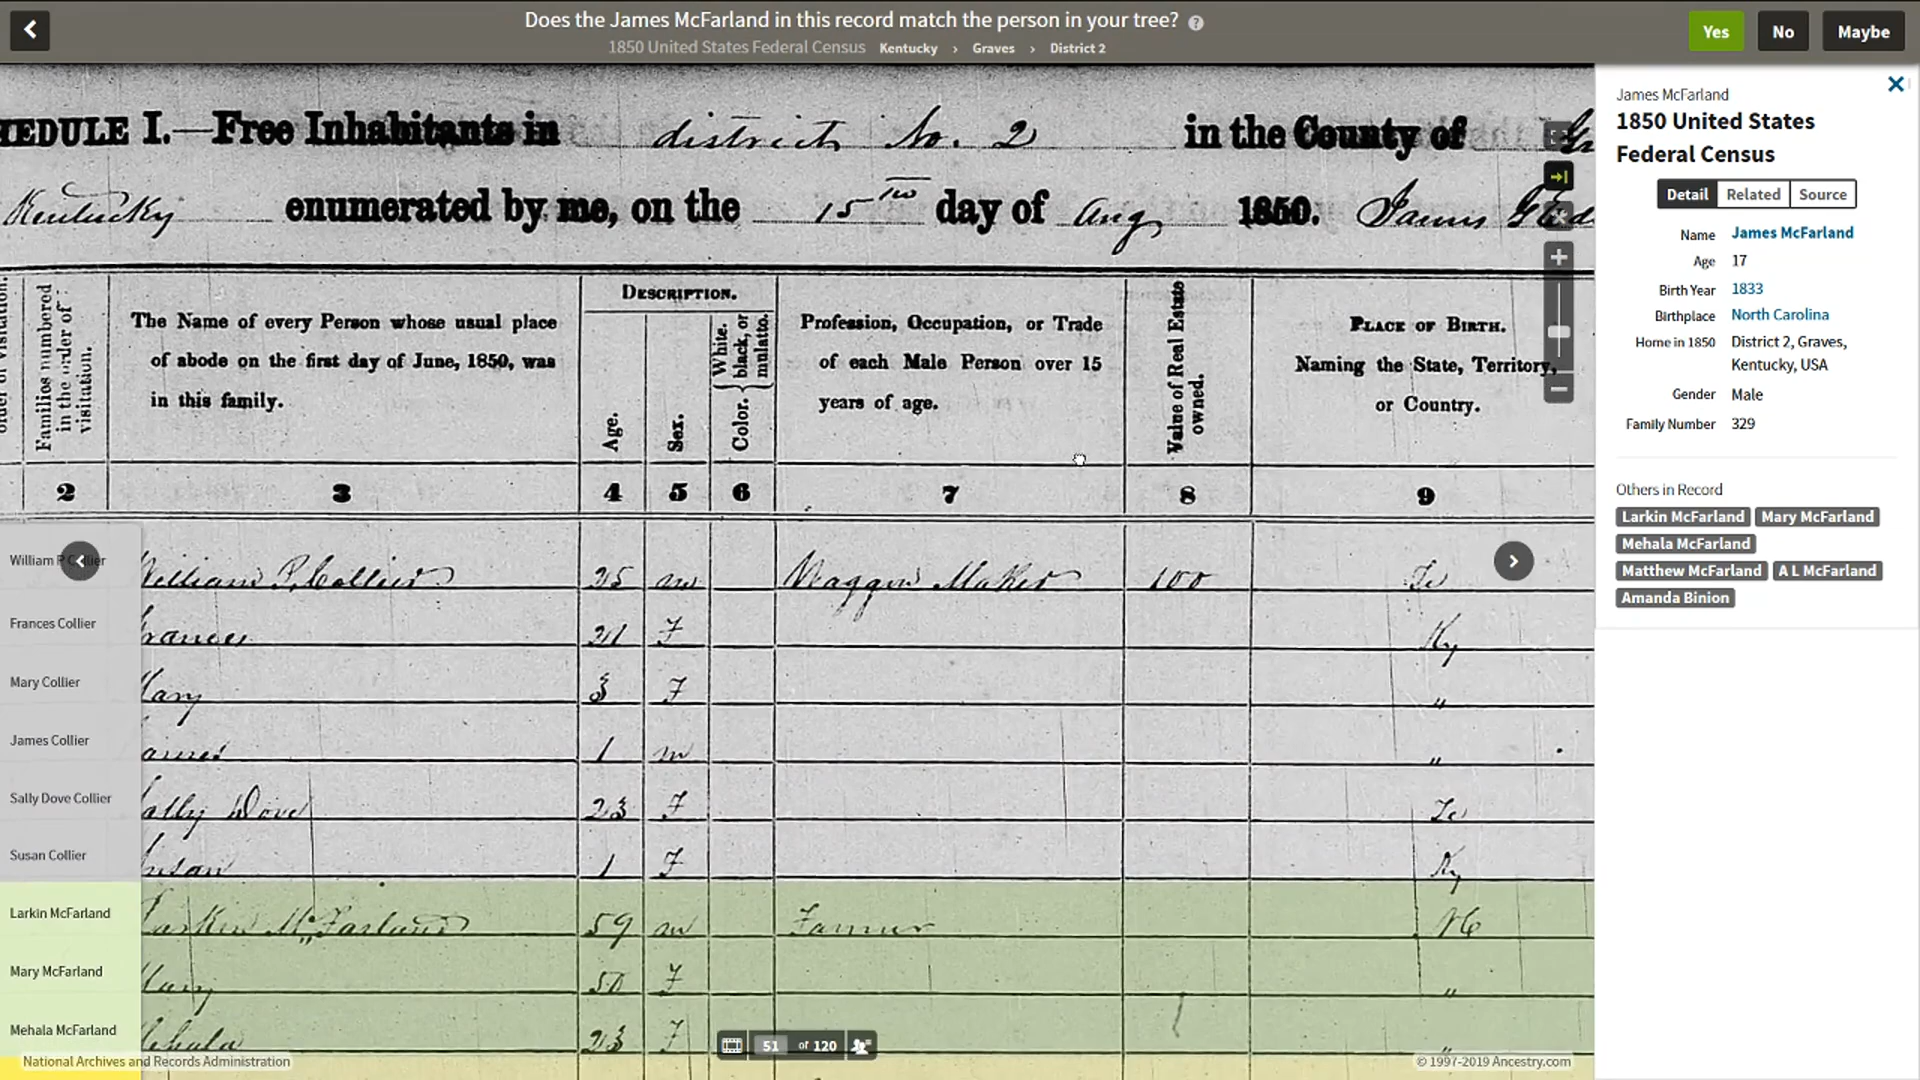 Does the James McFarland in this record match the person in your tree? ?
1850 United States Federal Census Kentucky › Graves › District 2
Yes No Maybe
HEDULE I.—Free Inhabitants in district No. 2 in the County of
Kentucky enumerated by me, on the 15th day of Aug 1850. James
Families numbered in the order of visitation.
The Name of every Person whose usual place
of abode on the first day of June, 1850, was
in this family.
DESCRIPTION.
Age.
Sex.
Color. { White. black, or mulatto.
Profession, Occupation, or Trade
of each Male Person over 15
years of age.
Value of Real Estate owned.
PLACE OF BIRTH.
Naming the State, Territory,
or Country.
2 3 4 5 6 7 8 9
William P Collier William P. Collier 25 m Waggon Maker 100 Te
Frances Collier Frances 21 F Ky
Mary Collier Mary 3 F "
James Collier James 1 m "
Sally Dove Collier Sally Dove 23 F Te
Susan Collier Susan 1 F Ky
Larkin McFarland Larkin McFarland 59 m Farmer NC
Mary McFarland Mary 50 F "
Mehala McFarland Mehala 23 F "
51 of 120
National Archives and Records Administration
© 1997-2019 Ancestry.com
James McFarland
1850 United States
Federal Census
Detail Related Source
Name James McFarland
Age 17
Birth Year 1833
Birthplace North Carolina
Home in 1850 District 2, Graves,
Kentucky, USA
Gender Male
Family Number 329
Others in Record
Larkin McFarland Mary McFarland
Mehala McFarland
Matthew McFarland A L McFarland
Amanda Binion